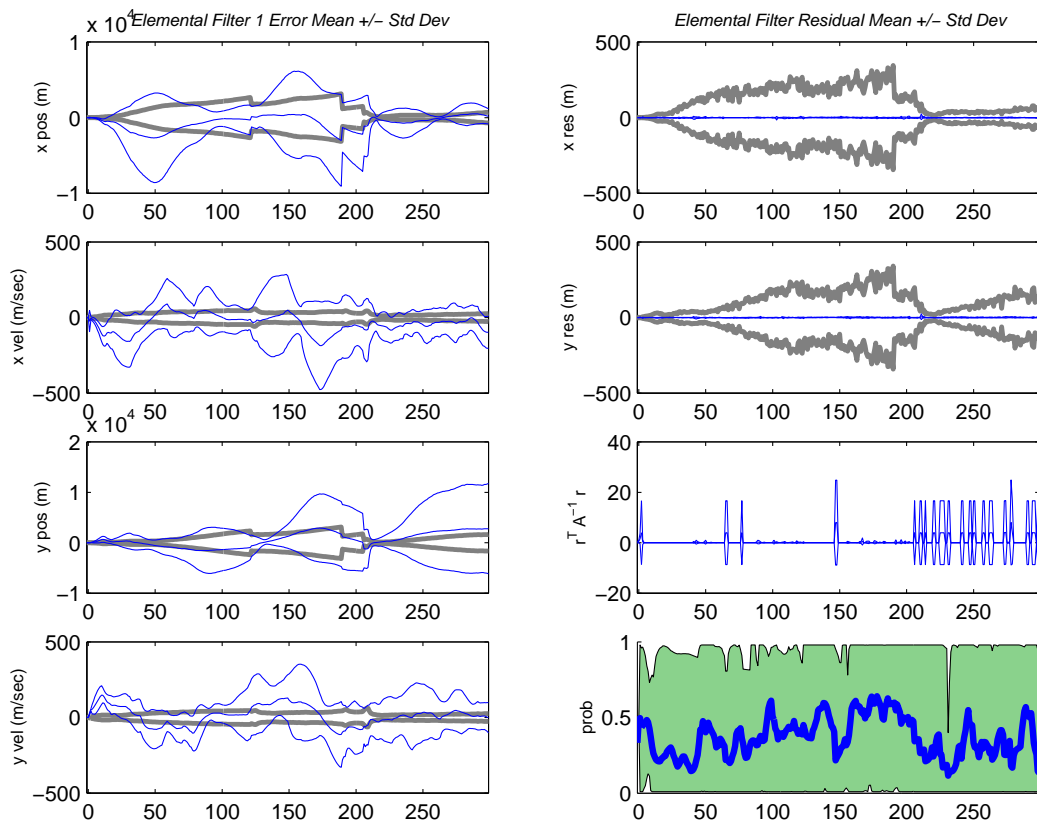 Elemental Filter 1 Error Mean +/− Std Dev
x 10^4
1
0
−1
x pos (m)
0 50 100 150 200 250
500
0
−500
x vel (m/sec)
0 50 100 150 200 250
x 10^4
2
1
0
−1
y pos (m)
0 50 100 150 200 250
500
0
−500
y vel (m/sec)
0 50 100 150 200 250
Elemental Filter Residual Mean +/− Std Dev
500
0
−500
x res (m)
0 50 100 150 200 250
500
0
−500
y res (m)
0 50 100 150 200 250
40
20
0
−20
r^T A^−1 r
0 50 100 150 200 250
1
0.5
0
prob
0 50 100 150 200 250